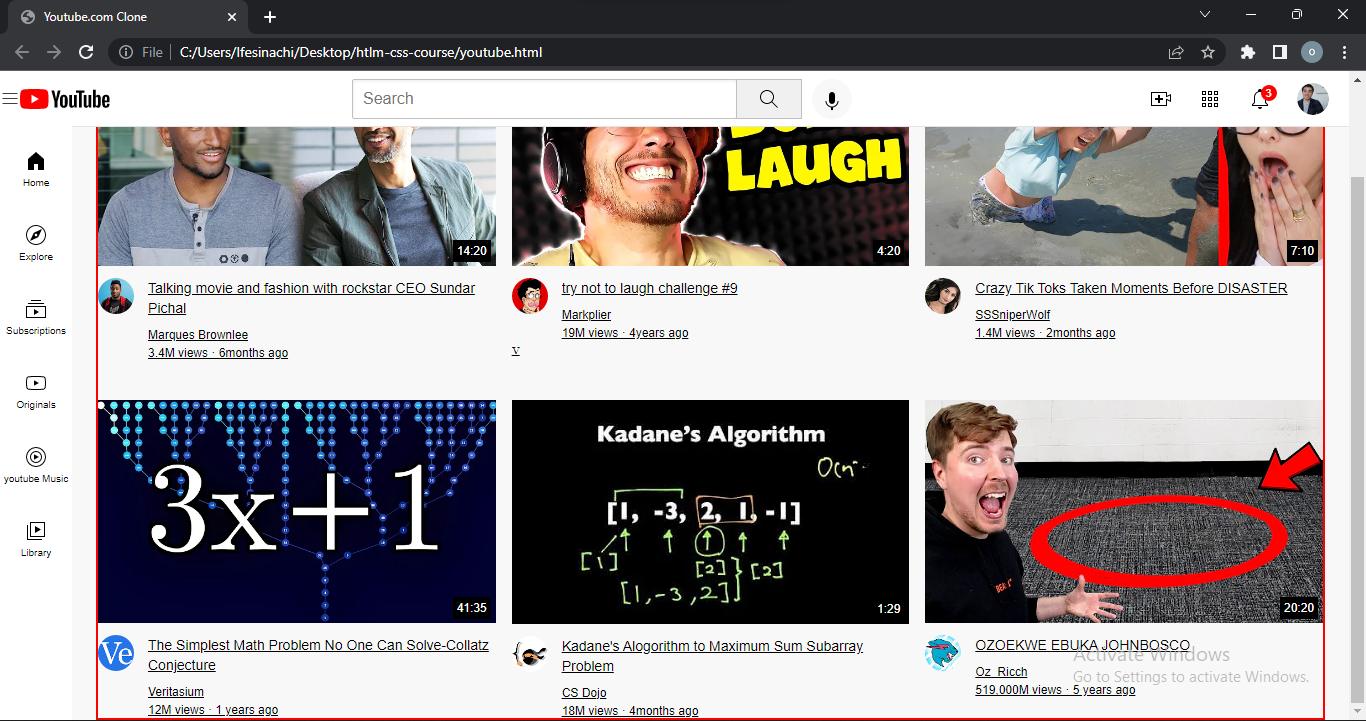 Youtube.com Clone
File C:/Users/Ifesinachi/Desktop/htlm-css-course/youtube.html
o
YouTube
Search
3
Home
Explore
Subscriptions
Originals
youtube Music
Library
14:20
LAUGH
4:20
7:10
Talking movie and fashion with rockstar CEO Sundar
Pichal
Marques Brownlee
3.4M views · 6months ago
try not to laugh challenge #9
Markplier
19M views · 4years ago
v
Crazy Tik Toks Taken Moments Before DISASTER
SSSniperWolf
1.4M views · 2months ago
3x+1
41:35
Kadane's Algorithm
[1, -3, 2, 1, -1]
[1]
[2]
[2]
[1,-3,2]
1:29
20:20
Ve
The Simplest Math Problem No One Can Solve-Collatz
Conjecture
Veritasium
12M views · 1 years ago
Kadane's Alogorithm to Maximum Sum Subarray
Problem
CS Dojo
18M views · 4months ago
OZOEKWE EBUKA JOHNBOSCO
Oz_Ricch
519.000M views · 5 years ago
Activate Windows
Go to Settings to activate Windows.